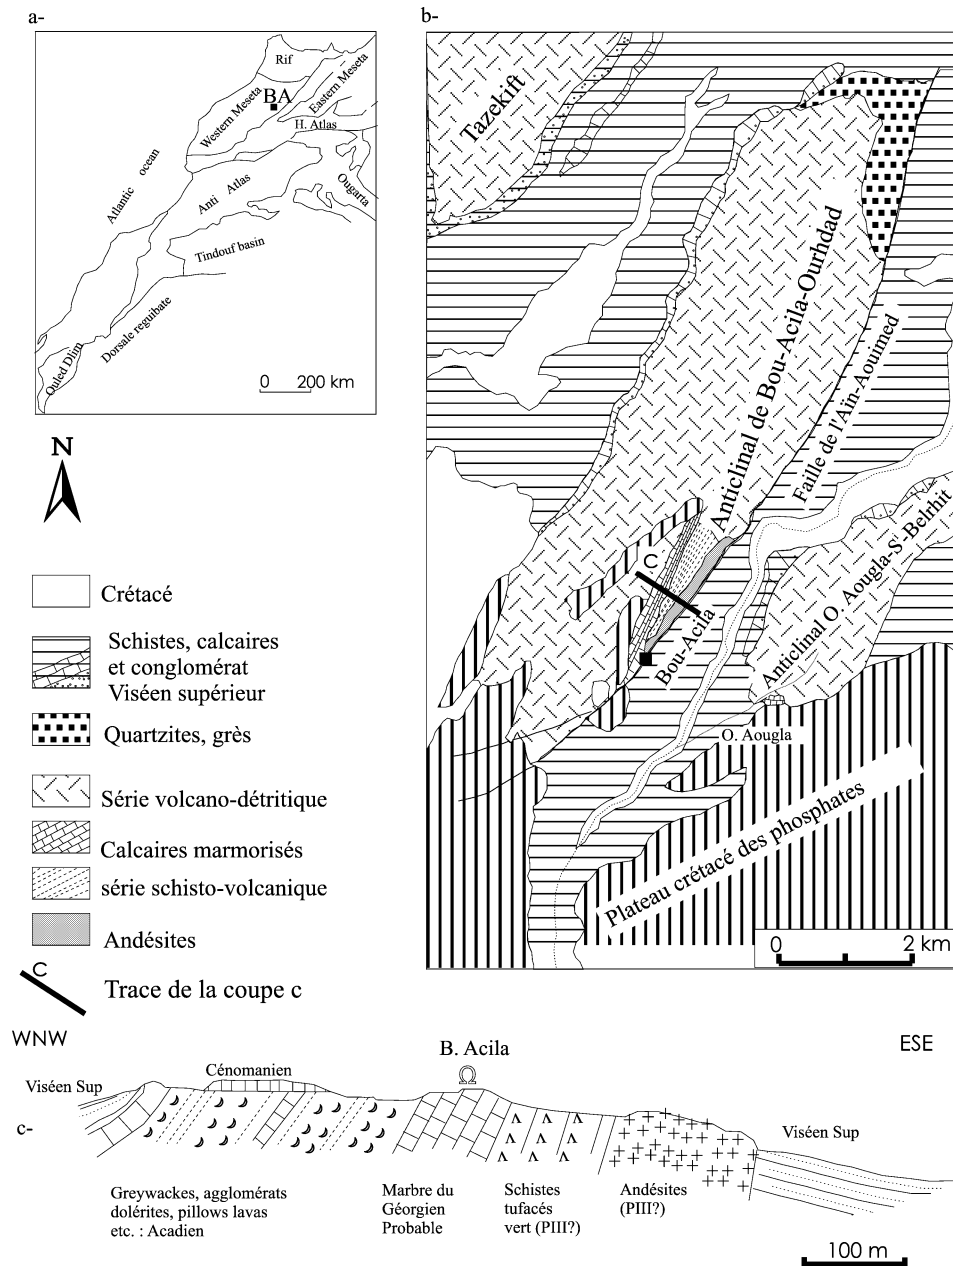 a-
Rif
Western Meseta
BA
Eastern Meseta
H. Atlas
Atlantic ocean
Anti Atlas
Ougarta
Tindouf basin
Dorsale reguibate
Ouled Dlim
0 200 km
N
Crétacé
Schistes, calcaires
et conglomérat
Viséen supérieur
Quartzites, grès
Série volcano-détritique
Calcaires marmorisés
série schisto-volcanique
Andésites
C
Trace de la coupe c
b-
Tazekift
Anticlinal de Bou-Acila-Ourhdad
Faille de l'Aïn-Aouimed
C
Bou-Acila
Anticlinal O. Aougla-S'-Belrhit
O. Aougla
Plateau crétacé des phosphates
0 2 km
WNW
ESE
B. Acila
Cénomanien
Viséen Sup
c-
Viséen Sup
Greywackes, agglomérats
dolérites, pillows lavas
etc. : Acadien
Marbre du
Géorgien
Probable
Schistes
tufacés
vert (PIII?)
Andésites
(PIII?)
100 m